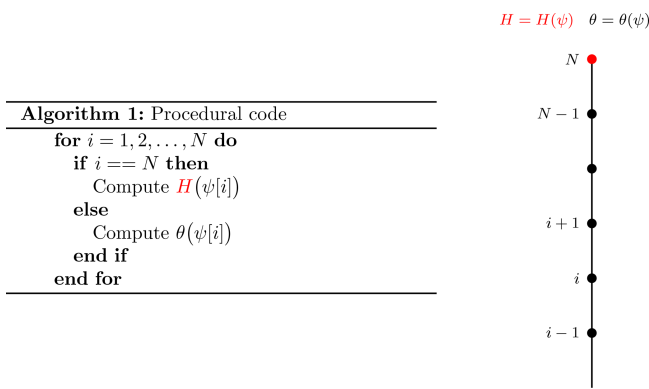 Algorithm 1: Procedural code
for i = 1, 2, . . . , N do
if i == N then
Compute H(ψ[i])
else
Compute θ(ψ[i])
end if
end for
H = H(ψ) θ = θ(ψ)
N
N − 1
i + 1
i
i − 1